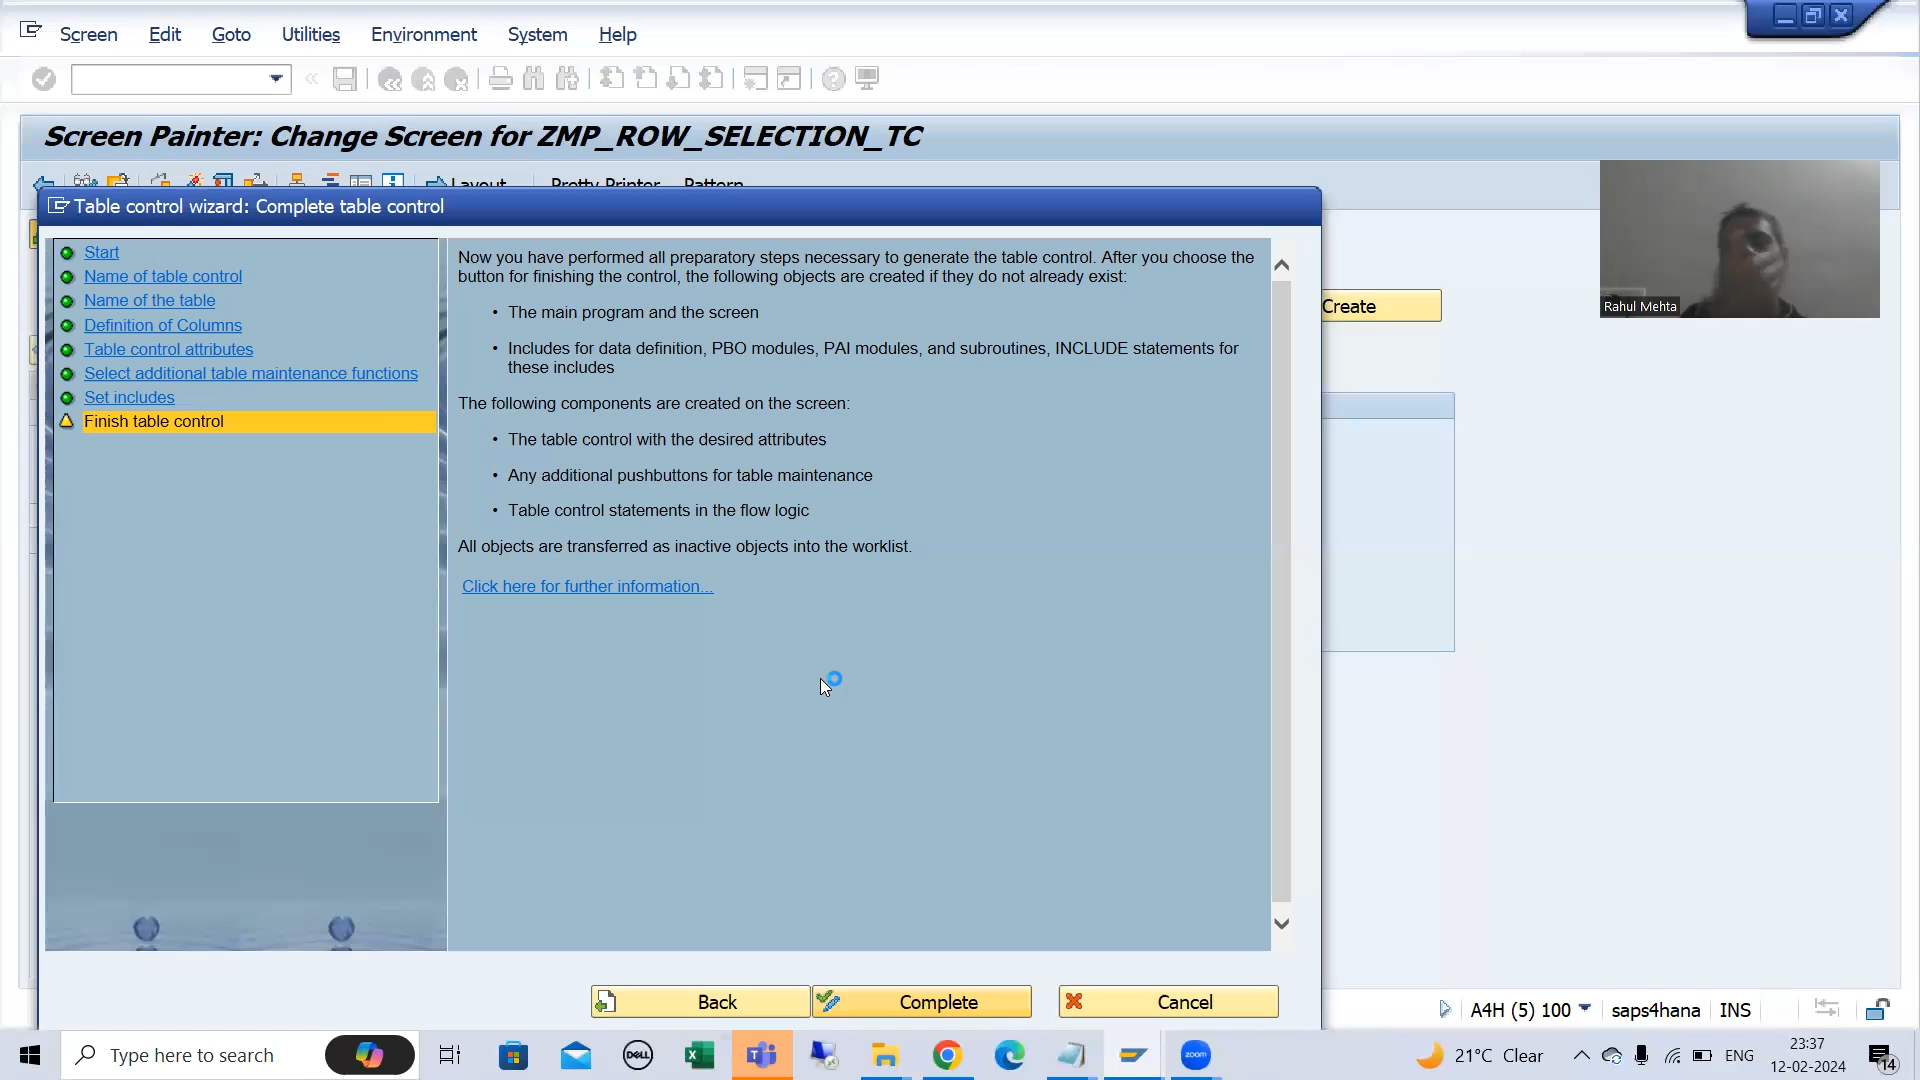 Screen Edit Goto Utilities Environment System Help
Screen Painter: Change Screen for ZMP_ROW_SELECTION_TC
Layout Pretty Printer Pattern
Table control wizard: Complete table control
Start
Name of table control
Name of the table
Definition of Columns
Table control attributes
Select additional table maintenance functions
Set includes
Finish table control
Now you have performed all preparatory steps necessary to generate the table control. After you choose the
button for finishing the control, the following objects are created if they do not already exist:
• The main program and the screen
• Includes for data definition, PBO modules, PAI modules, and subroutines, INCLUDE statements for
these includes
The following components are created on the screen:
• The table control with the desired attributes
• Any additional pushbuttons for table maintenance
• Table control statements in the flow logic
All objects are transferred as inactive objects into the worklist.
Click here for further information...
Create
Rahul Mehta
Back Complete Cancel
A4H (5) 100 saps4hana INS
Type here to search
DELL
zoom
21°C Clear
ENG
23:37
12-02-2024
14